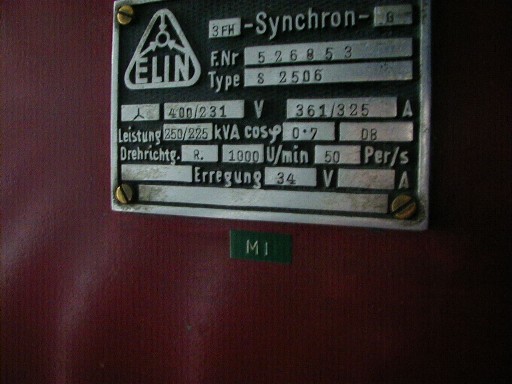 3FH -Synchron- B
ELIN
F.Nr 526853
Type S 2506
400/231 V 361/325 A
Leistung 250/225 kVA cosφ 0·7 DB
Drehrichtg. R. 1000 U/min 50 Per/s
Erregung 34 V A
M1